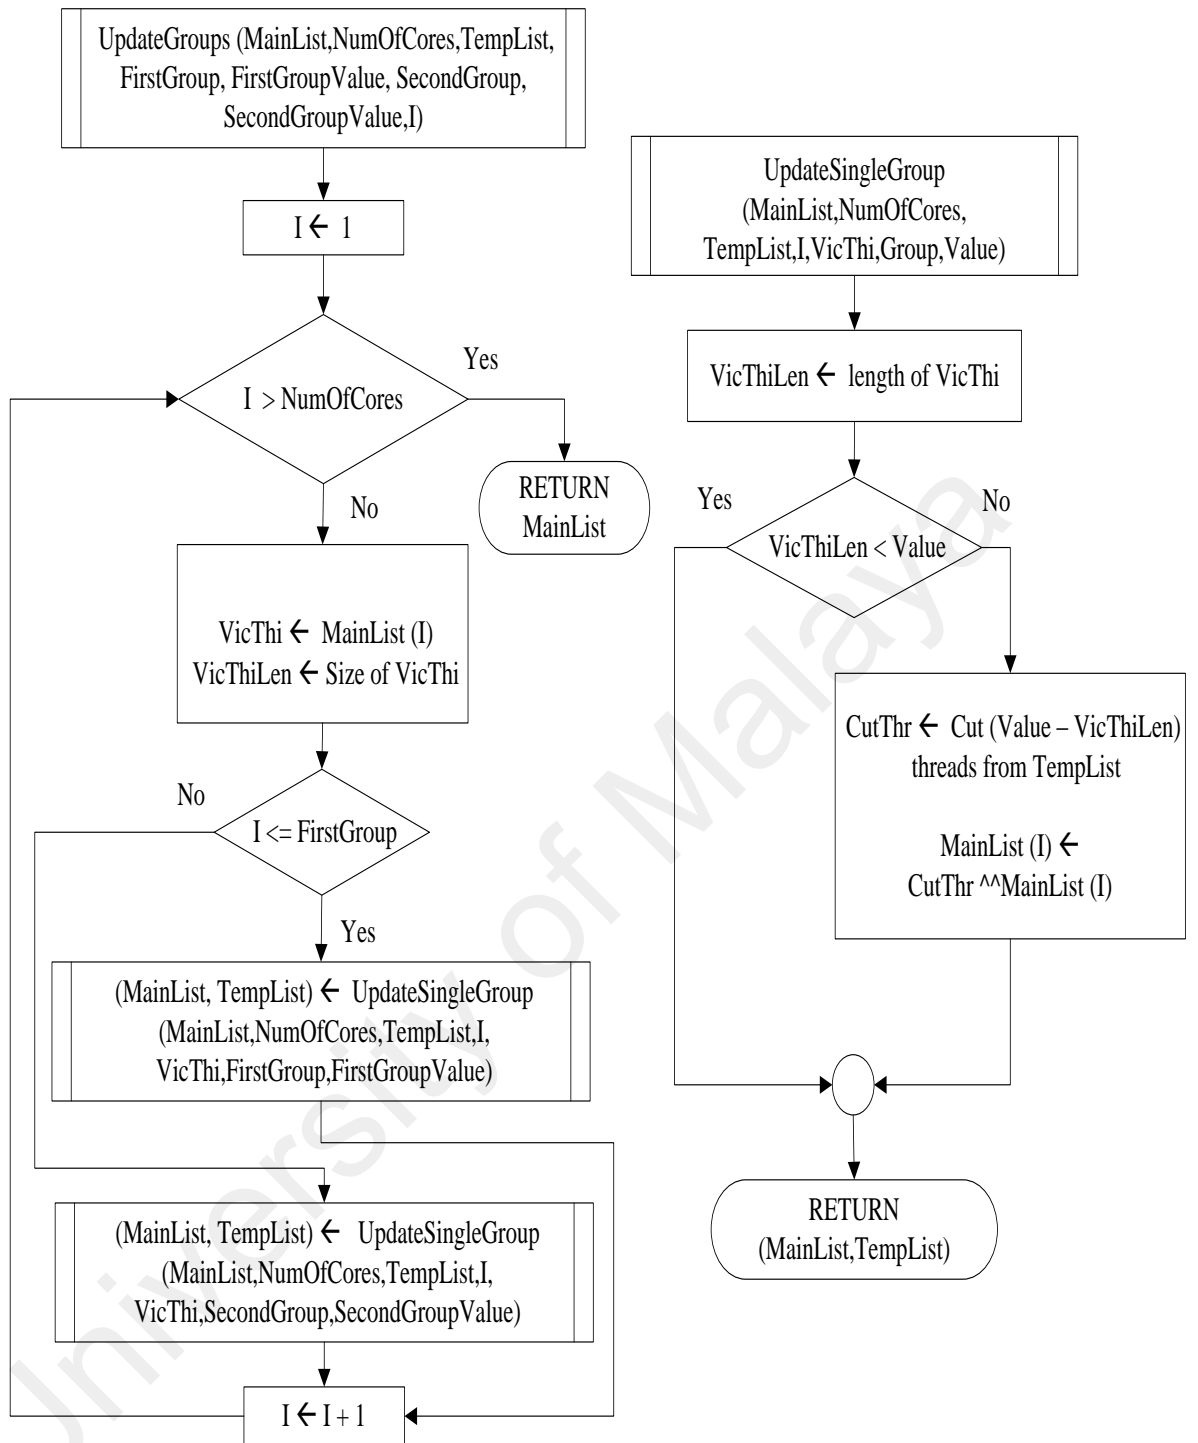 UpdateGroups (MainList,NumOfCores,TempList,
FirstGroup, FirstGroupValue, SecondGroup,
SecondGroupValue,I)
I ← 1
I > NumOfCores
Yes
RETURN
MainList
No
VicThi ← MainList (I)
VicThiLen ← Size of VicThi
No
I <= FirstGroup
Yes
(MainList, TempList) ← UpdateSingleGroup
(MainList,NumOfCores,TempList,I,
VicThi,FirstGroup,FirstGroupValue)
(MainList, TempList) ← UpdateSingleGroup
(MainList,NumOfCores,TempList,I,
VicThi,SecondGroup,SecondGroupValue)
I ← I + 1
UpdateSingleGroup
(MainList,NumOfCores,
TempList,I,VicThi,Group,Value)
VicThiLen ← length of VicThi
Yes
No
VicThiLen < Value
CutThr ← Cut (Value – VicThiLen)
threads from TempList
MainList (I) ←
CutThr ^^MainList (I)
RETURN
(MainList,TempList)
University of Malaya